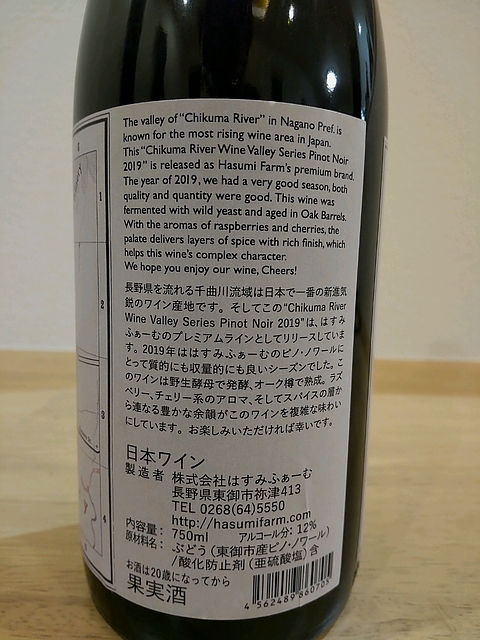 The valley of "Chikuma River" in Nagano Pref. is
known for the most rising wine area in Japan.
This "Chikuma River Wine Valley Series Pinot Noir
2019" is released as Hasumi Farm's premium brand.
The year of 2019, we had a very good season, both
quality and quantity were good. This wine was
fermented with wild yeast and aged in Oak Barrels.
With the aromas of raspberries and cherries, the
palate delivers layers of spice with rich finish, which
helps this wine's complex character.
We hope you enjoy our wine, Cheers!
長野県を流れる千曲川流域は日本で一番の新進気
鋭のワイン産地です。そしてこの"Chikuma River
Wine Valley Series Pinot Noir 2019"は、はすみ
ふぁーむのプレミアムラインとしてリリースしていま
す。2019年ははすみふぁーむのピノ・ノワールに
とって質的にも収量的にも良いシーズンでした。こ
のワインは野生酵母で発酵、オーク樽で熟成。ラズ
ベリー、チェリー系のアロマ、そしてスパイスの層か
ら連なる豊かな余韻がこのワインを複雑な味わい
にしています。お楽しみいただければ幸いです。
日本ワイン
製造者 株式会社はすみふぁーむ
長野県東御市祢津413
TEL 0268(64)5550
http://hasumifarm.com
内容量: 750ml アルコール分: 12%
原材料名: ぶどう (東御市産ピノ・ノワール)
/酸化防止剤 (亜硫酸塩) 含
お酒は20歳になってから
果実酒
4 562489 860705
1
2
3
4